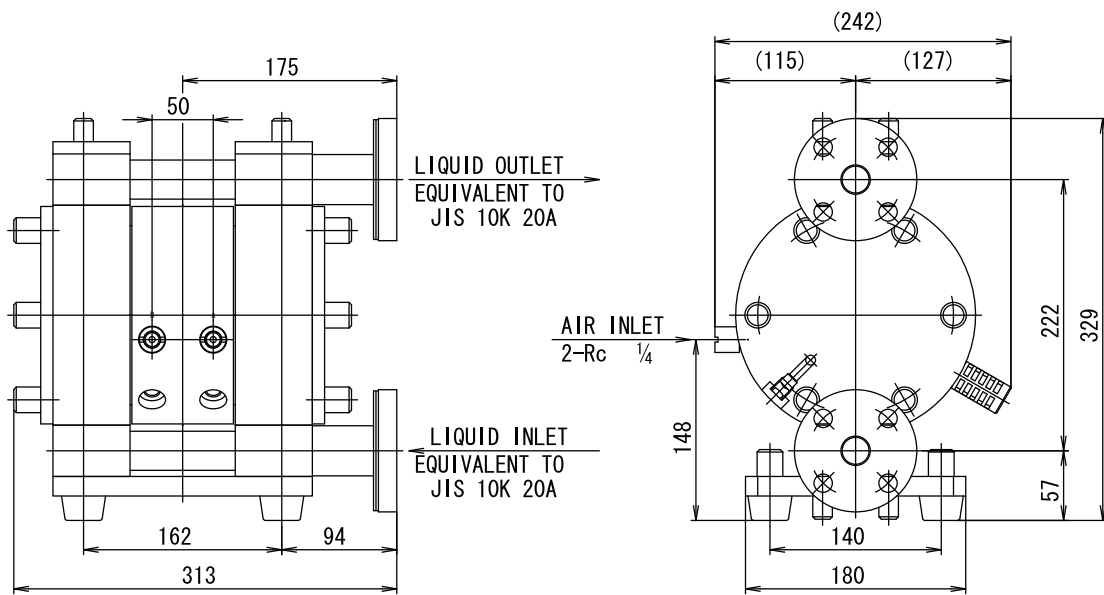 175
50
LIQUID OUTLET
EQUIVALENT TO
JIS 10K 20A
LIQUID INLET
EQUIVALENT TO
JIS 10K 20A
162
94
313
(242)
(115)
(127)
AIR INLET
2-Rc ¼
148
222
329
57
140
180